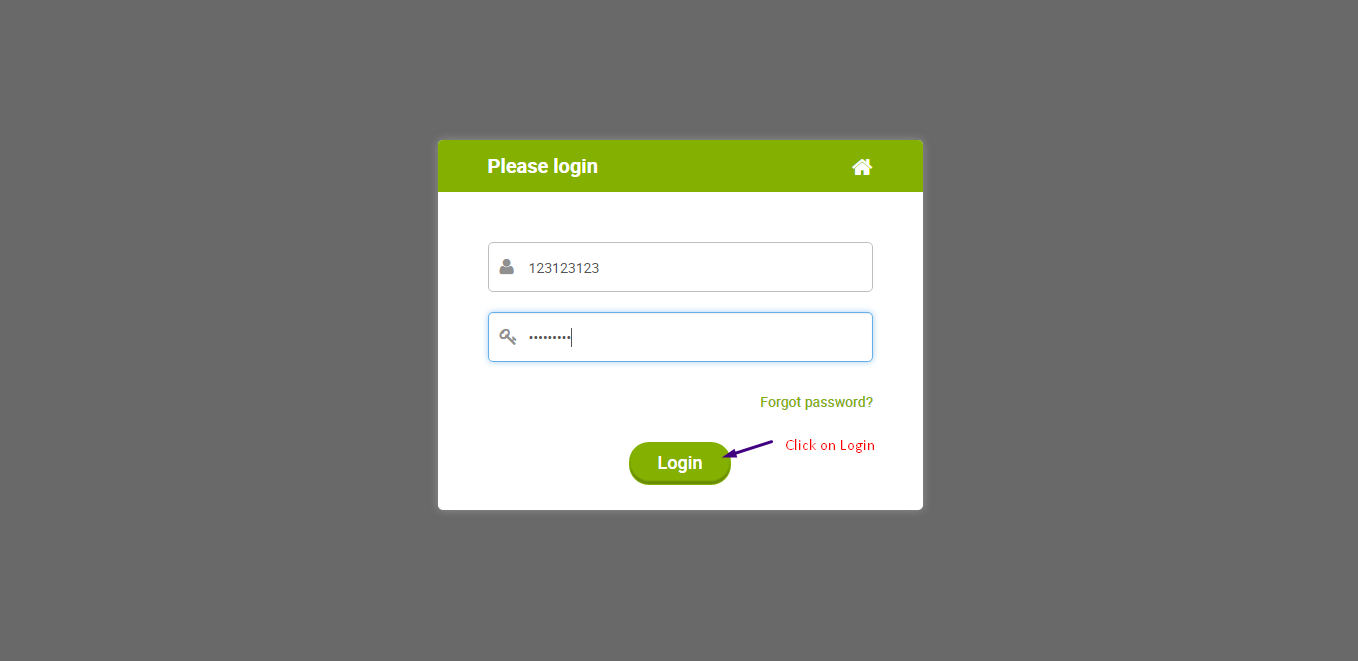 Please login
123123123
•••••••••
Forgot password?
Click on Login
Login